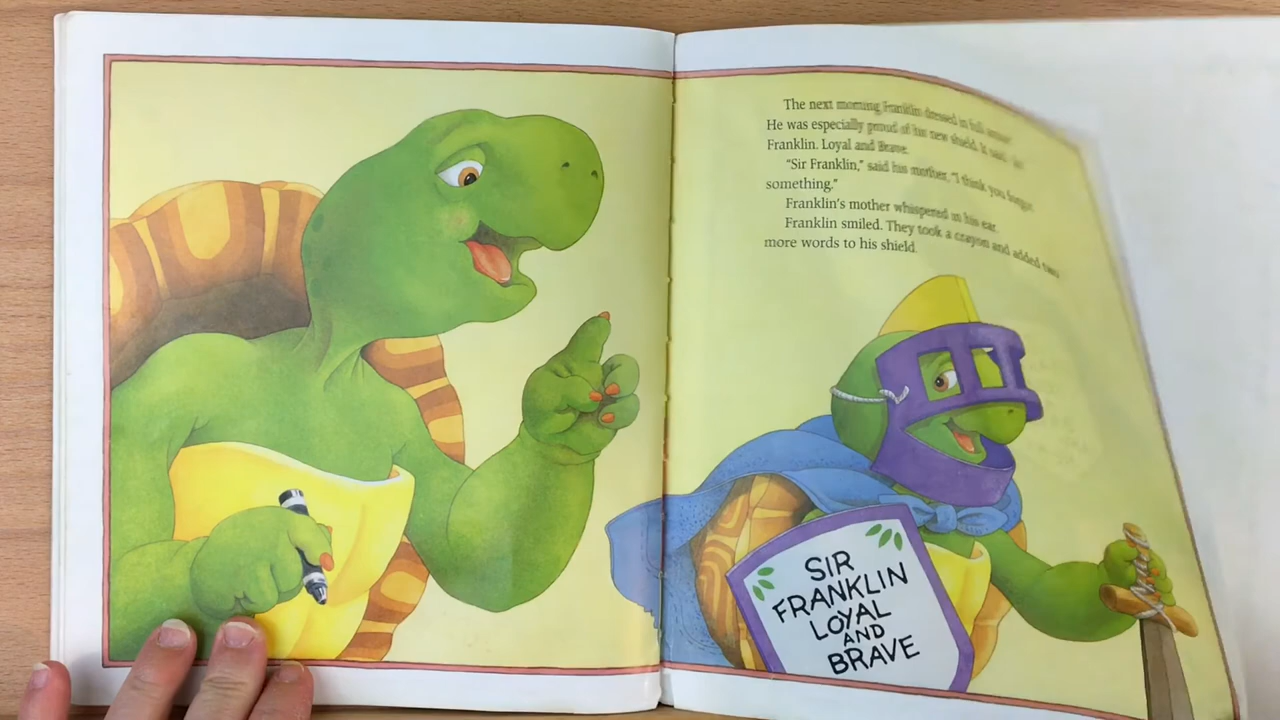 The next morning Franklin dressed in full armor.
He was especially proud of his new shield. It said, Sir
Franklin. Loyal and Brave.
"Sir Franklin," said his mother, "I think you forgot
something."
Franklin's mother whispered in his ear.
Franklin smiled. They took a crayon and added two
more words to his shield.
SIR
FRANKLIN
LOYAL
AND
BRAVE